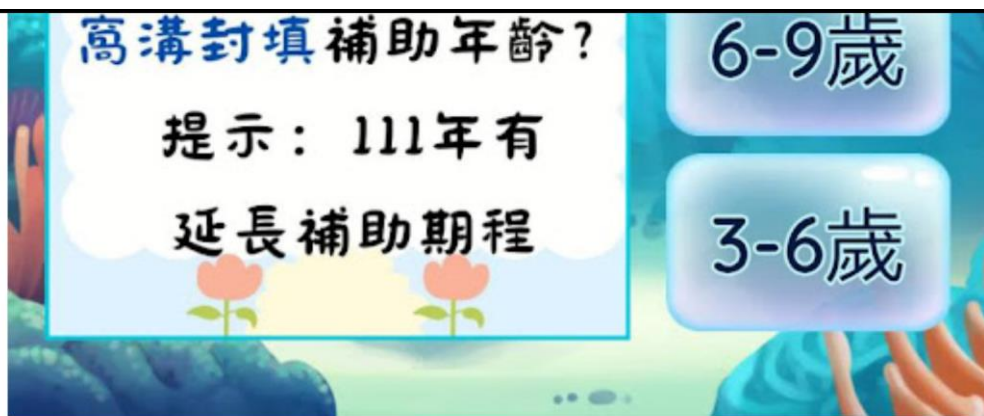 窩溝封填補助年齡?
提示：111年有
延長補助期程
6-9歲
3-6歲